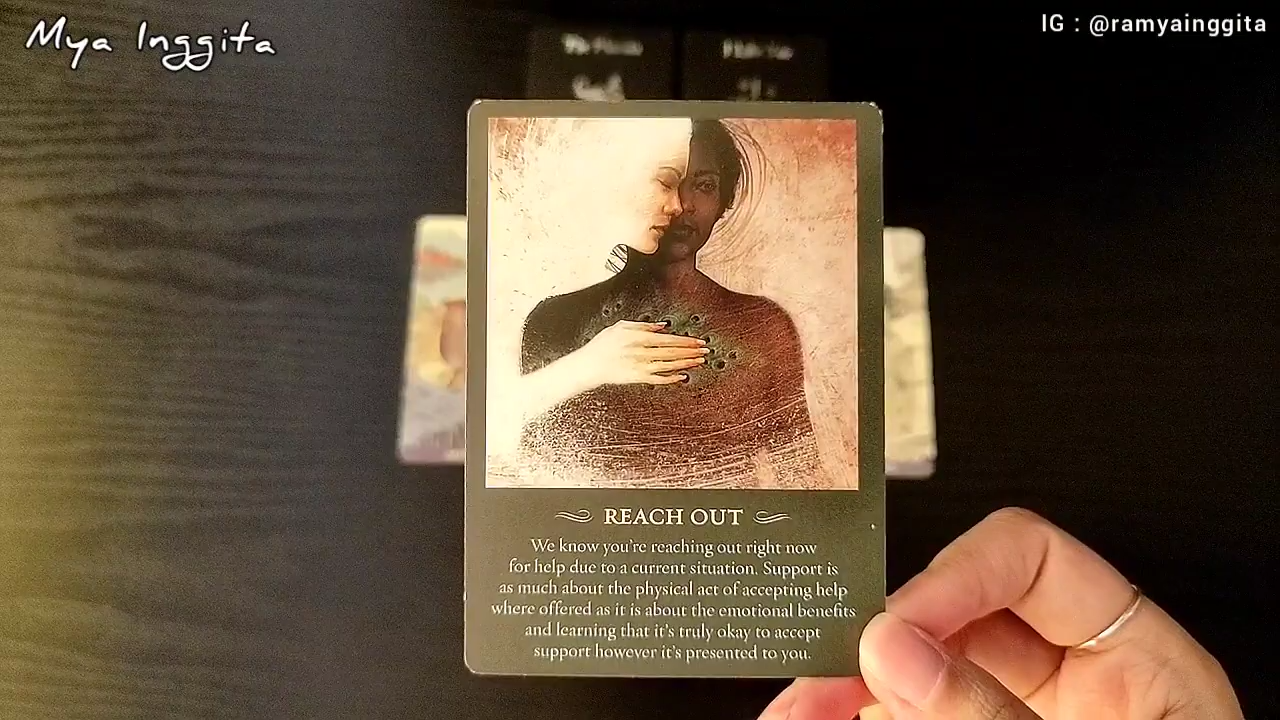 Mya Inggita
IG : @ramyainggita
REACH OUT
We know you're reaching out right now
for help due to a current situation. Support is
as much about the physical act of accepting help
where offered as it is about the emotional benefits
and learning that it's truly okay to accept
support however it's presented to you.